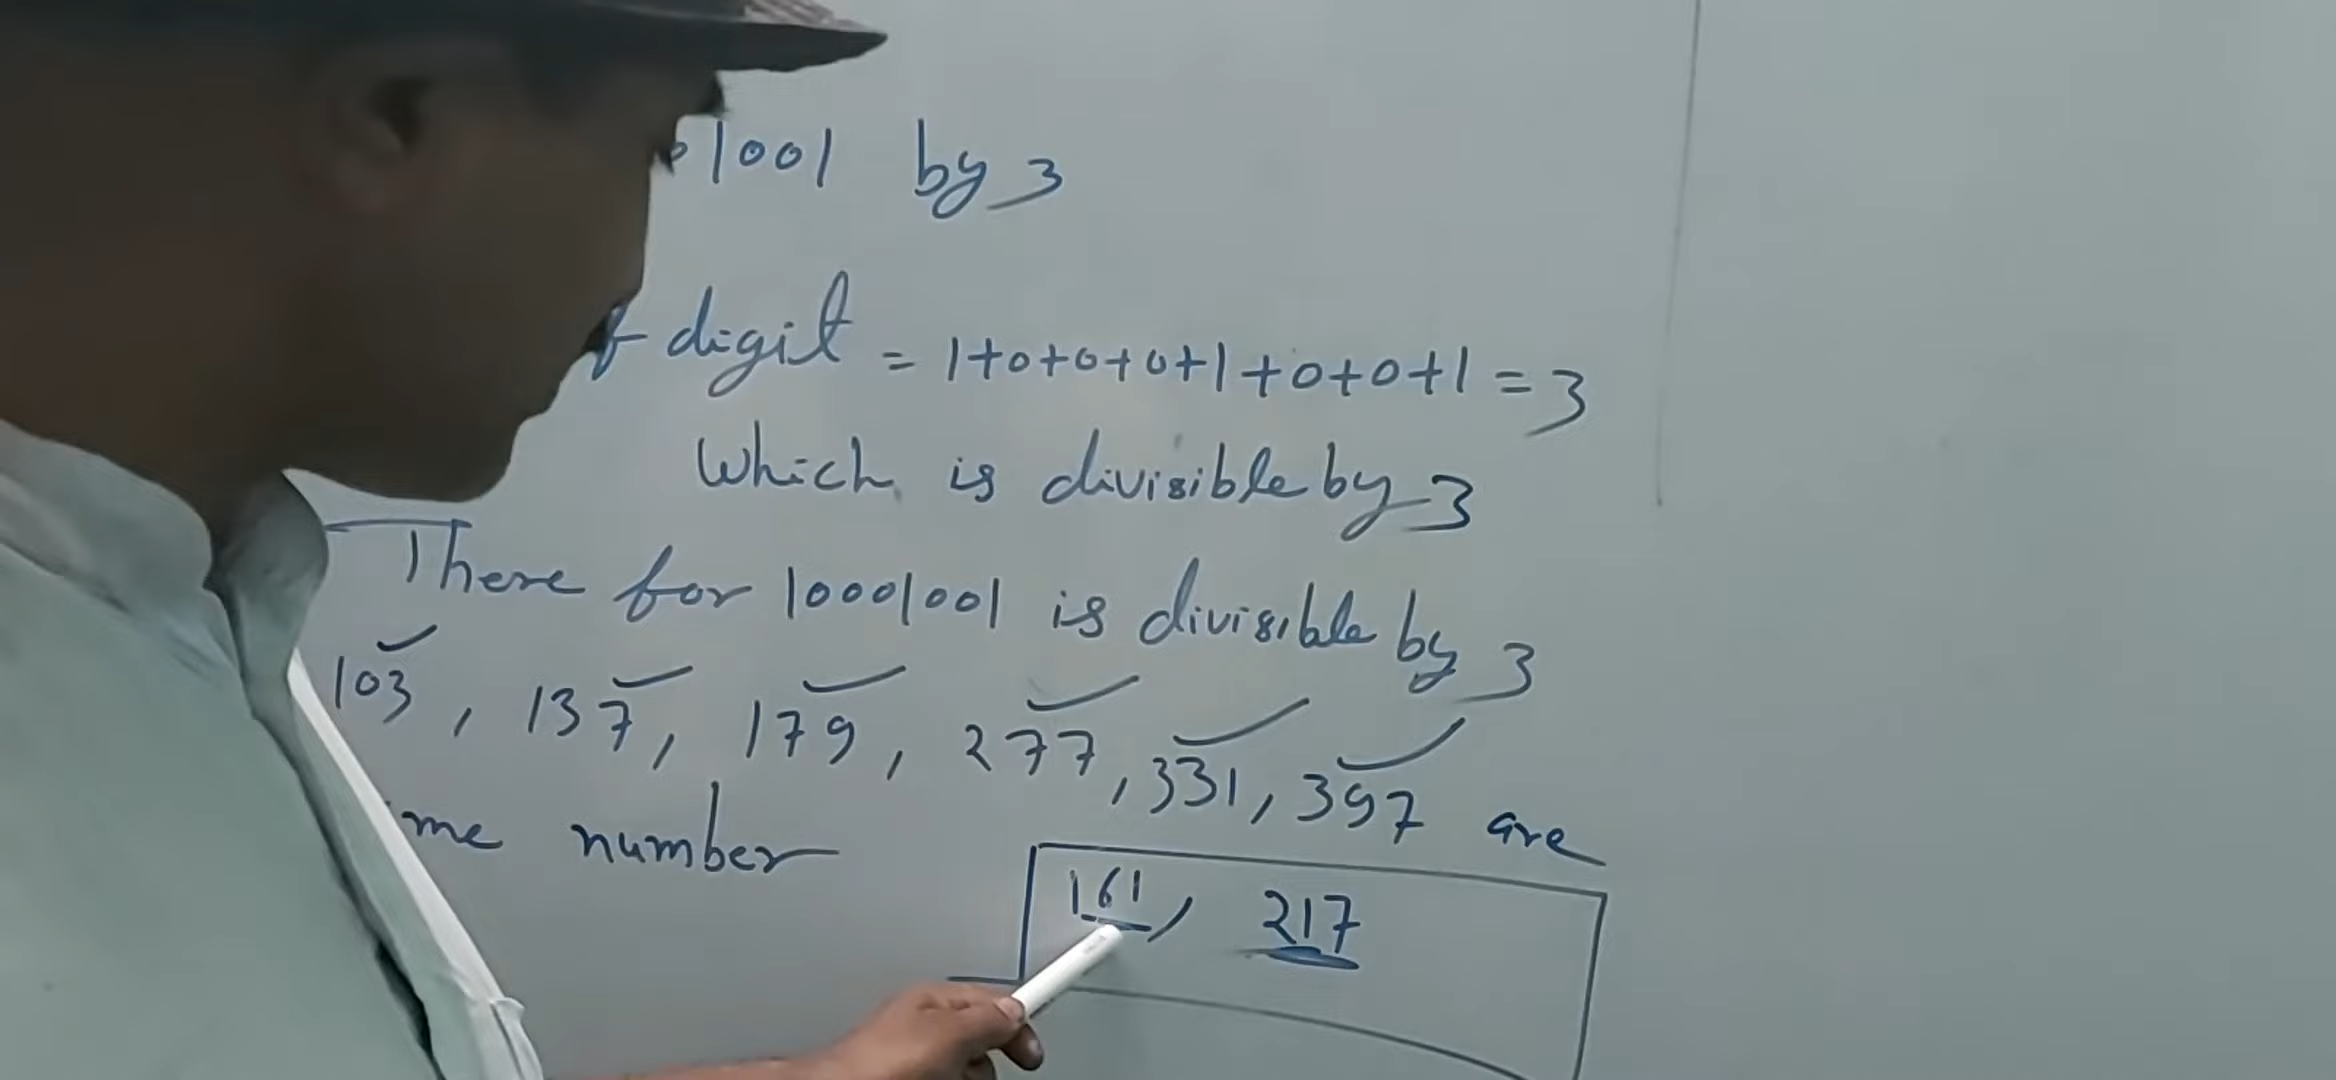 1001 by 3
f digit = 1+0+0+0+1+0+0+1 = 3
which is divisible by 3
There for 10001001 is divisible by 3
103, 137, 179, 277, 331, 397 are
me number
161, 217